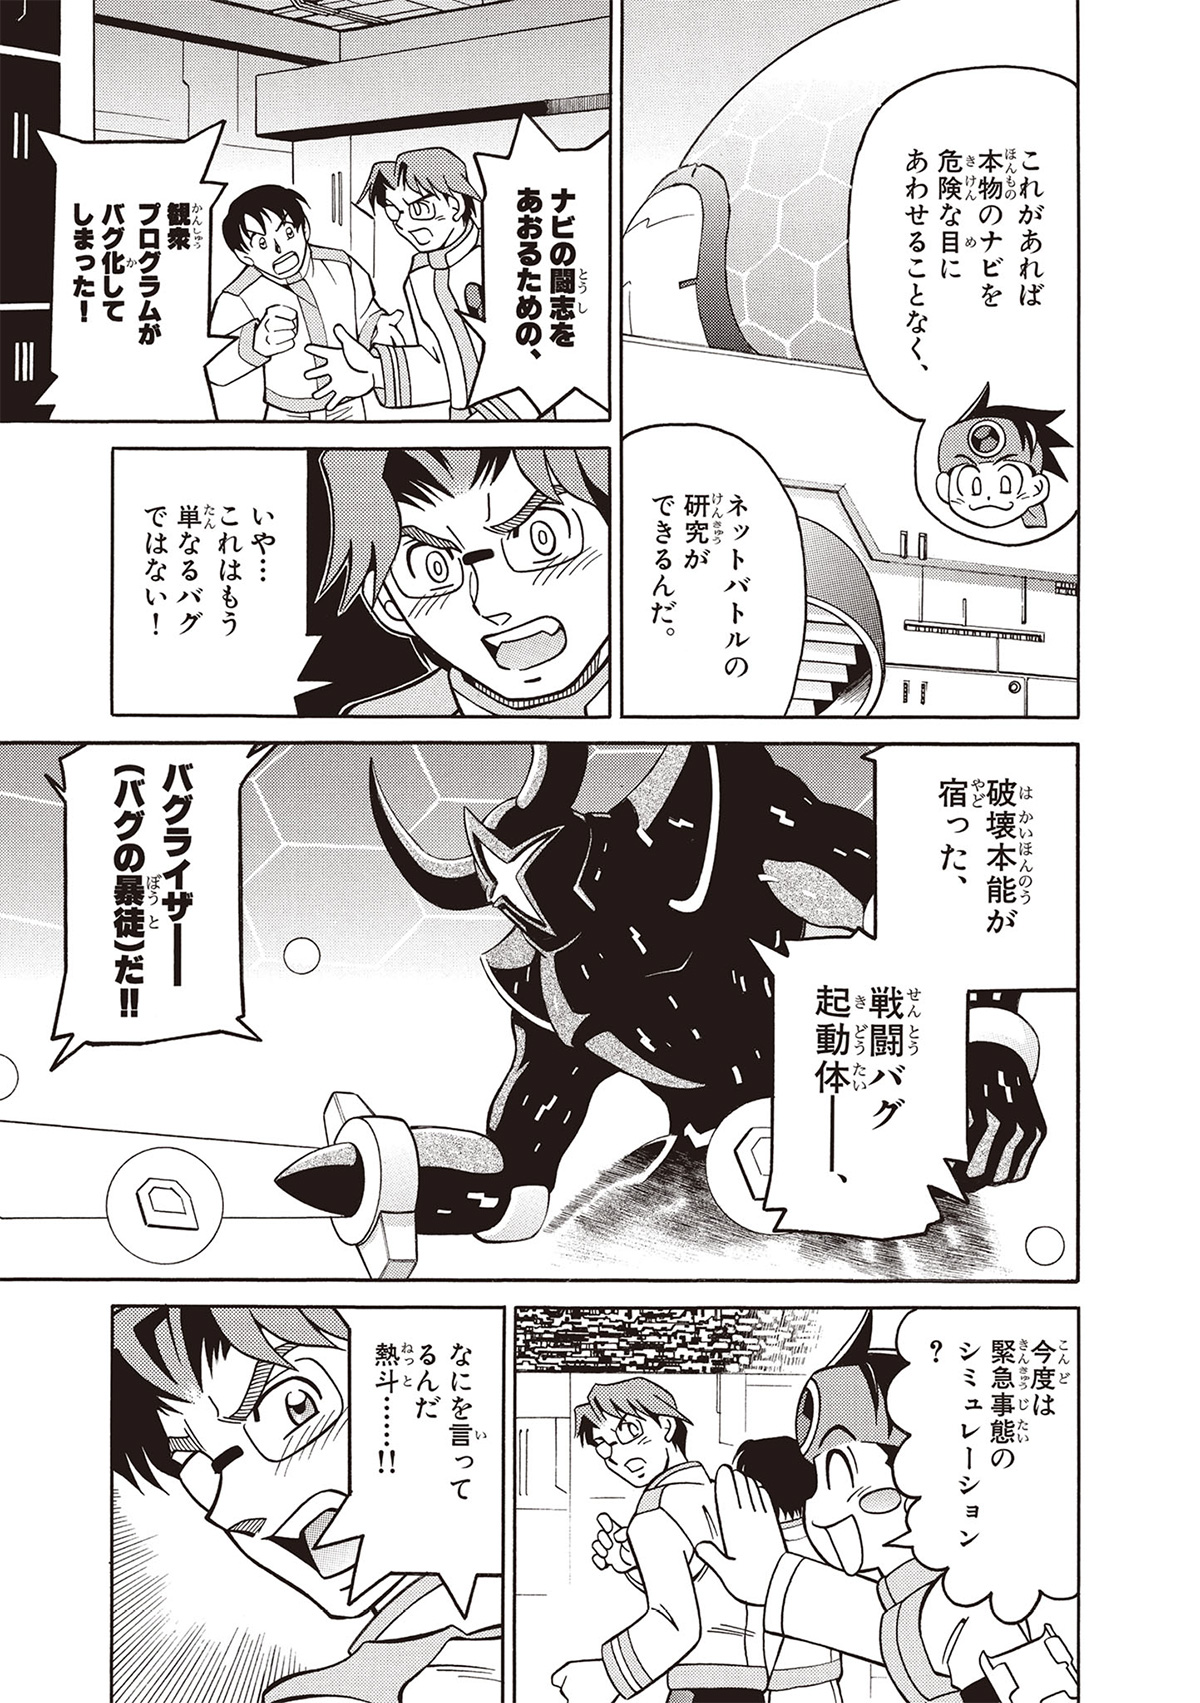 これがあれば
本物のナビを
危険な目に
あわせることなく、
ネットバトルの
研究が
できるんだ。
ナビの闘志を
あおるための、
観衆
プログラムが
バグ化して
しまった！
いや…
これはもう
単なるバグ
ではない！
破壊本能が
宿った、
戦闘バグ
起動体――、
バグライザー――
(バグの暴徒)だ!!
今度は
緊急事態の
シミュレーション
？
なにを言って
るんだ
熱斗……!!